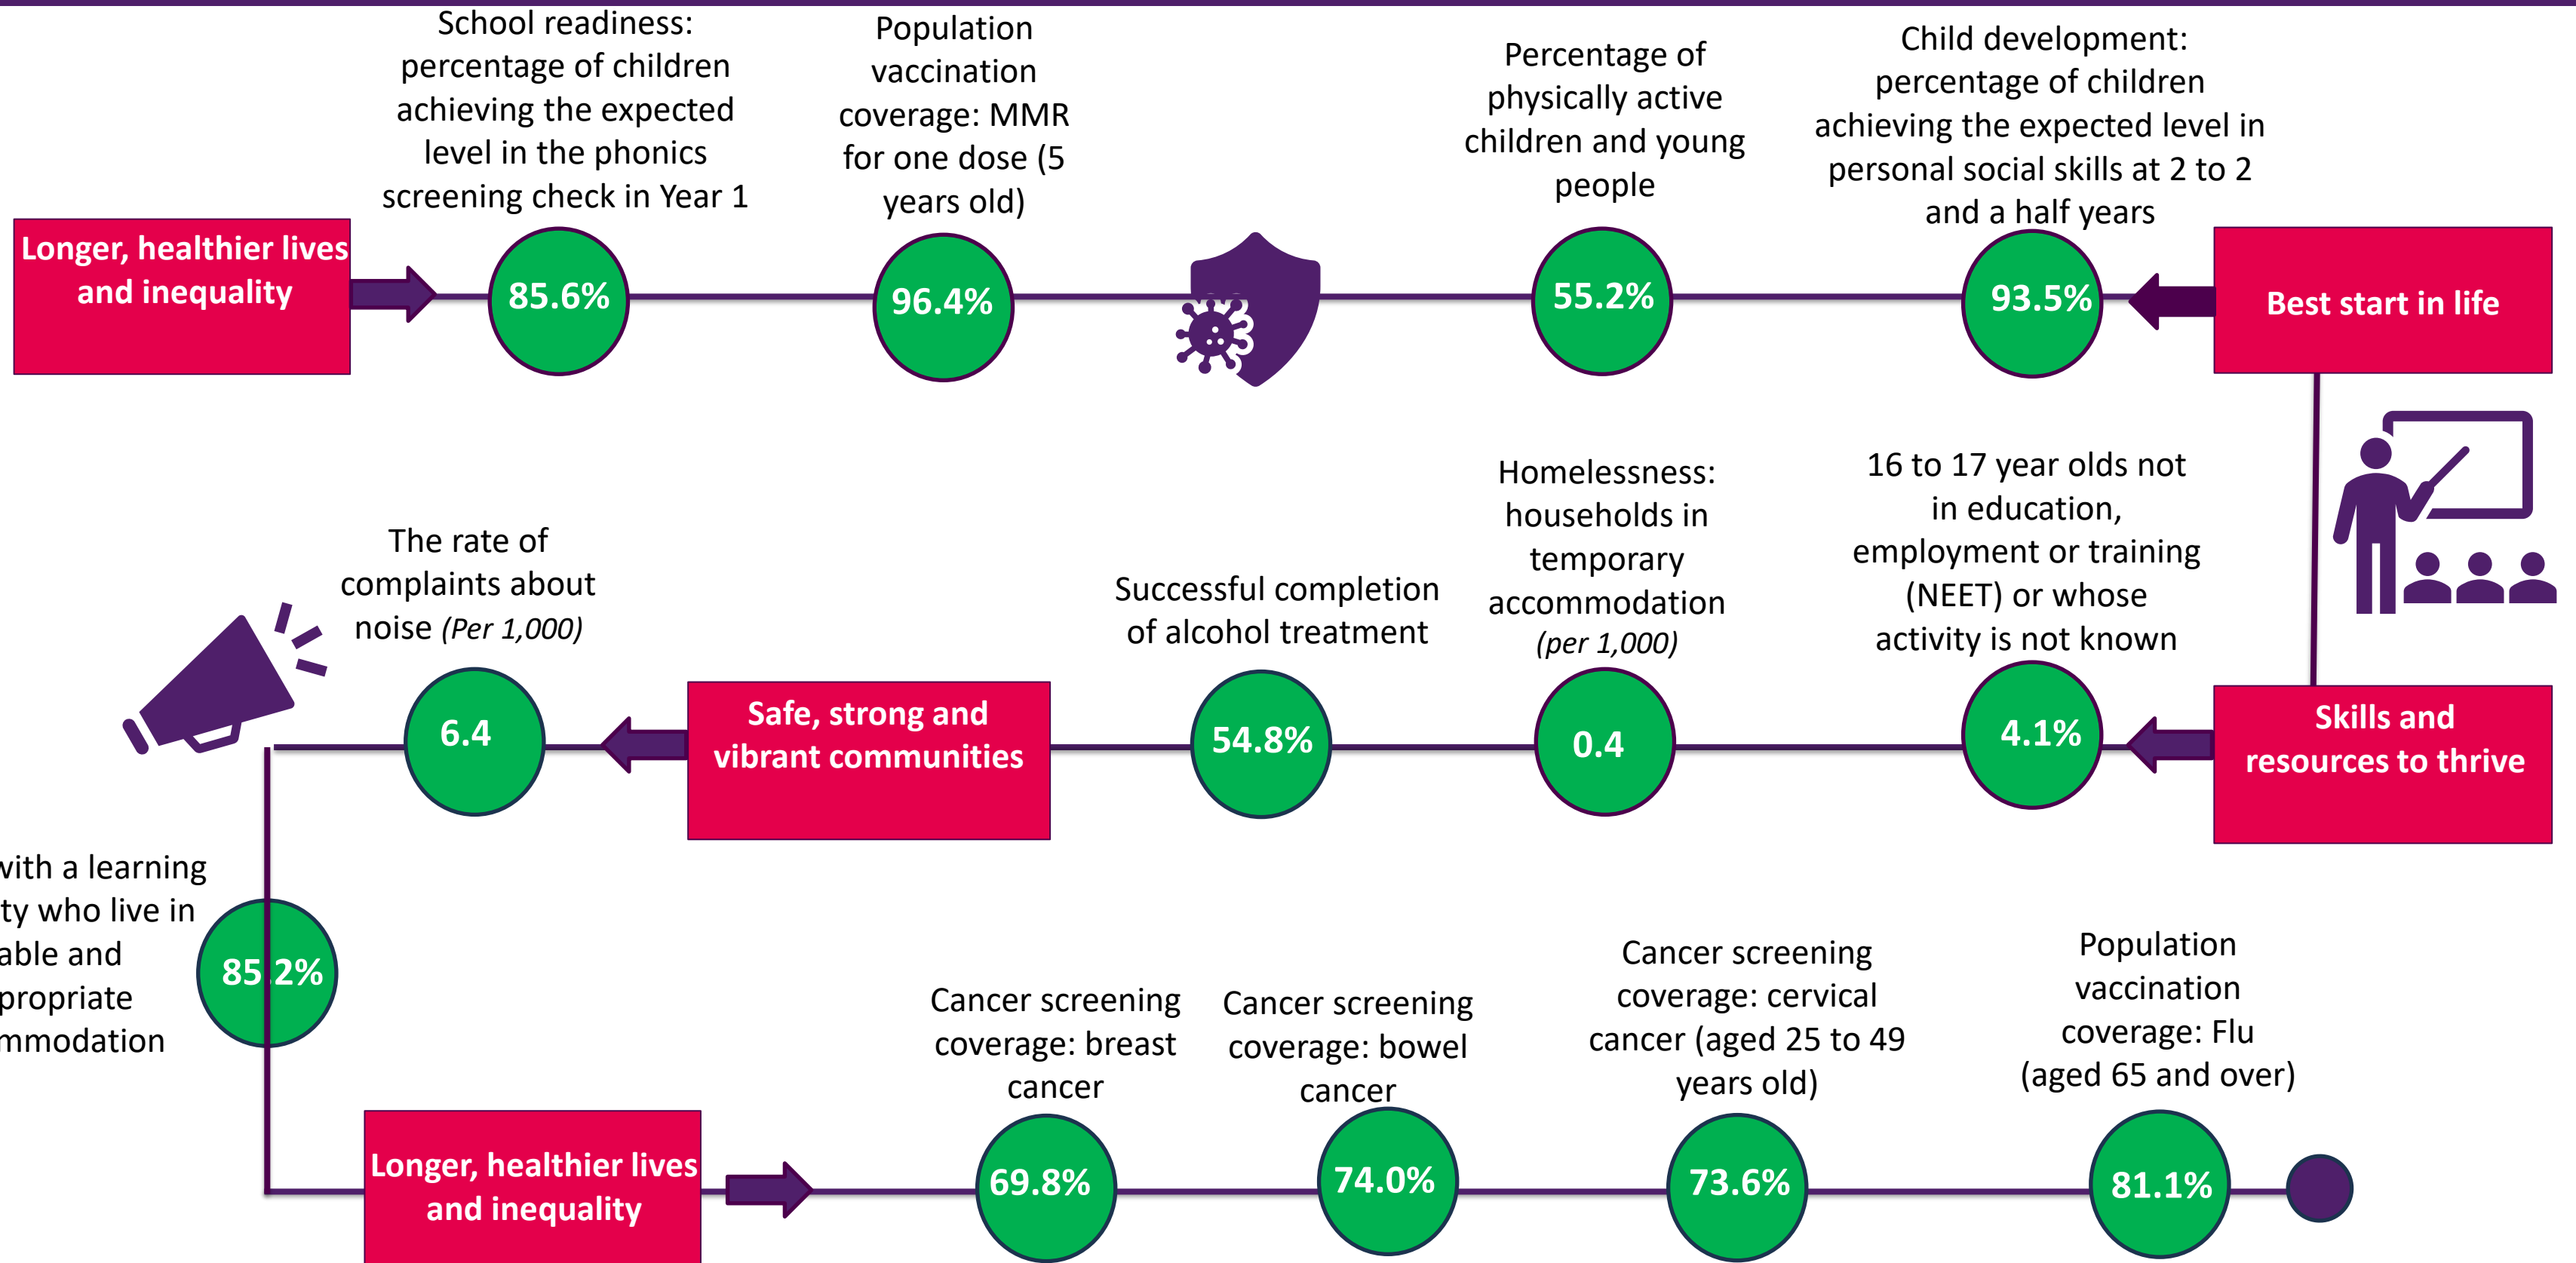 School readiness:
percentage of children
achieving the expected
level in the phonics
screening check in Year 1
Population
vaccination
coverage: MMR
for one dose (5
years old)
Percentage of
physically active
children and young
people
Child development:
percentage of children
achieving the expected level in
personal social skills at 2 to 2
and a half years
Longer, healthier lives
and inequality
85.6%
96.4%
55.2%
93.5%
Best start in life
The rate of
complaints about
noise (Per 1,000)
Successful completion
of alcohol treatment
Homelessness:
households in
temporary
accommodation
(per 1,000)
16 to 17 year olds not
in education,
employment or training
(NEET) or whose
activity is not known
6.4
Safe, strong and
vibrant communities
54.8%
0.4
4.1%
Skills and
resources to thrive
with a learning
who live in
and
85.2%
Cancer screening
coverage: breast
cancer
Cancer screening
coverage: bowel
cancer
Cancer screening
coverage: cervical
cancer (aged 25 to 49
years old)
Population
vaccination
coverage: Flu
(aged 65 and over)
Longer, healthier lives
and inequality
69.8%
74.0%
73.6%
81.1%